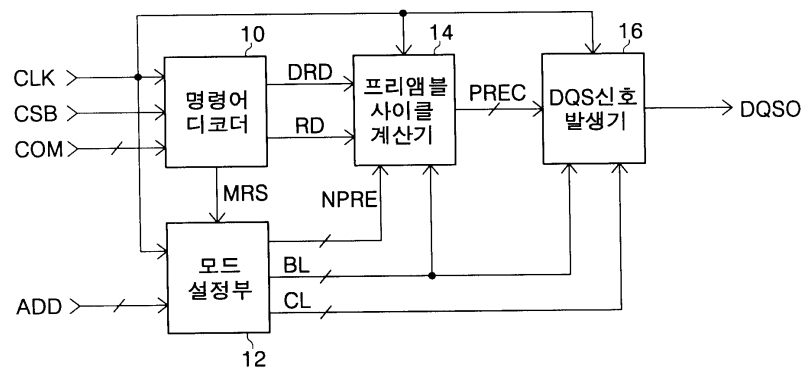 10
14
16
CLK
CSB
COM
명령어
디코더
DRD
RD
프리앰블
사이클
계산기
PREC
DQS신호
발생기
DQSO
MRS
NPRE
모드
설정부
BL
CL
ADD
12